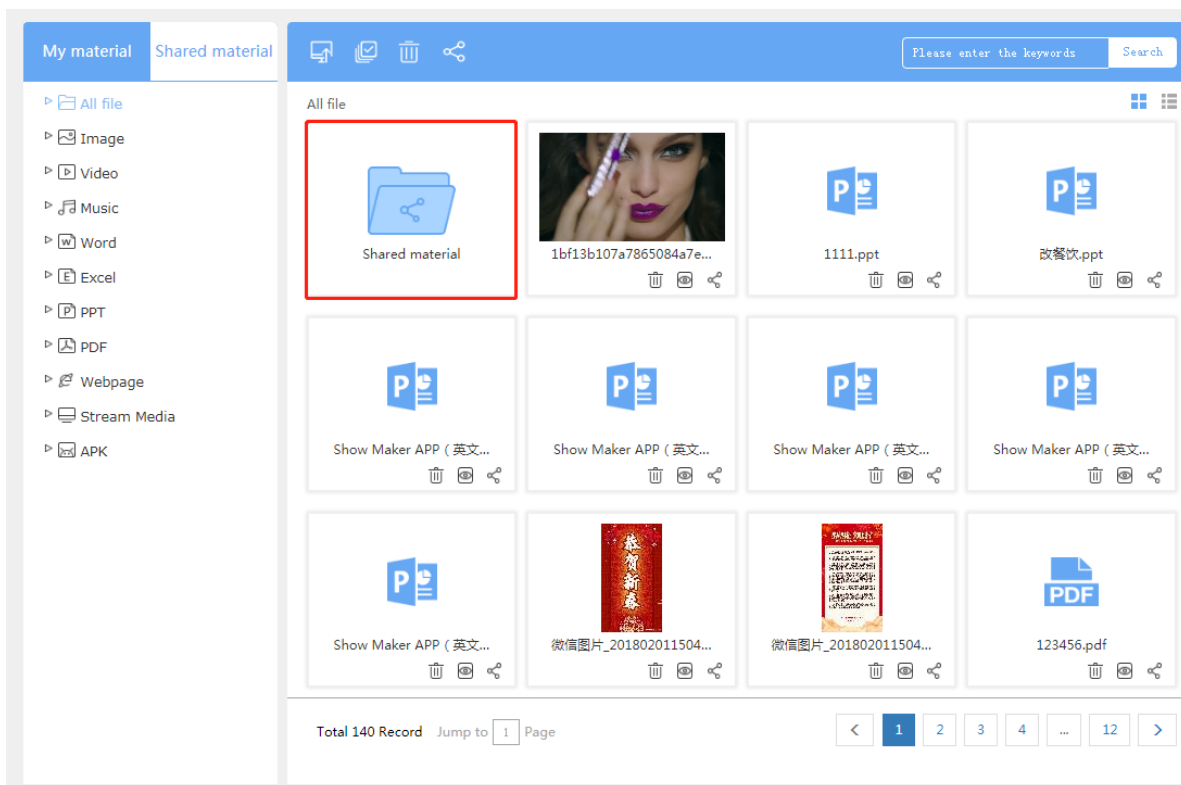 My material
Shared material
Please enter the keywords
Search
All file
Image
Video
Music
Word
Excel
PPT
PDF
Webpage
Stream Media
APK
All file
Shared material
1bf13b107a7865084a7e...
1111.ppt
改餐饮.ppt
Show Maker APP ( 英文...
Show Maker APP ( 英文...
Show Maker APP ( 英文...
Show Maker APP ( 英文...
恭贺新春
Show Maker APP ( 英文...
微信图片_201802011504...
微信图片_201802011504...
PDF
123456.pdf
Total 140 Record Jump to 1 Page
< 1 2 3 4 ... 12 >